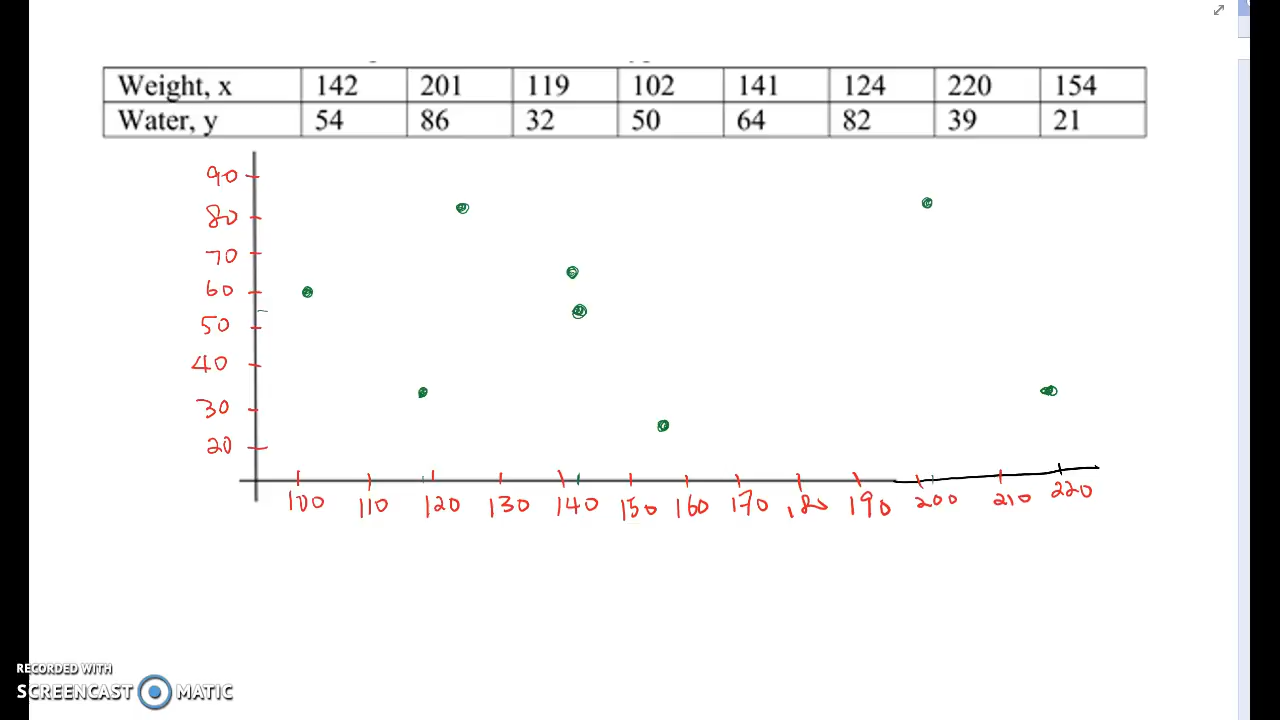 Weight, x 142 201 119 102 141 124 220 154
Water, y 54 86 32 50 64 82 39 21
90
80
70
60
50
40
30
20
100 110 120 130 140 150 160 170 180 190 200 210 220
RECORDED WITH
SCREENCAST MATIC